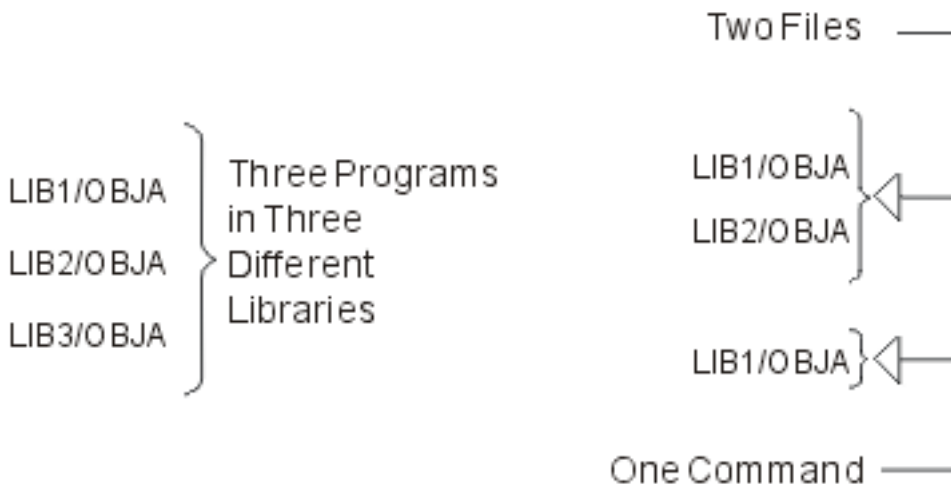 LIB1/OBJA
LIB2/OBJA
LIB3/OBJA
Three Programs
in Three
Different
Libraries
Two Files
LIB1/OBJA
LIB2/OBJA
LIB1/OBJA
One Command